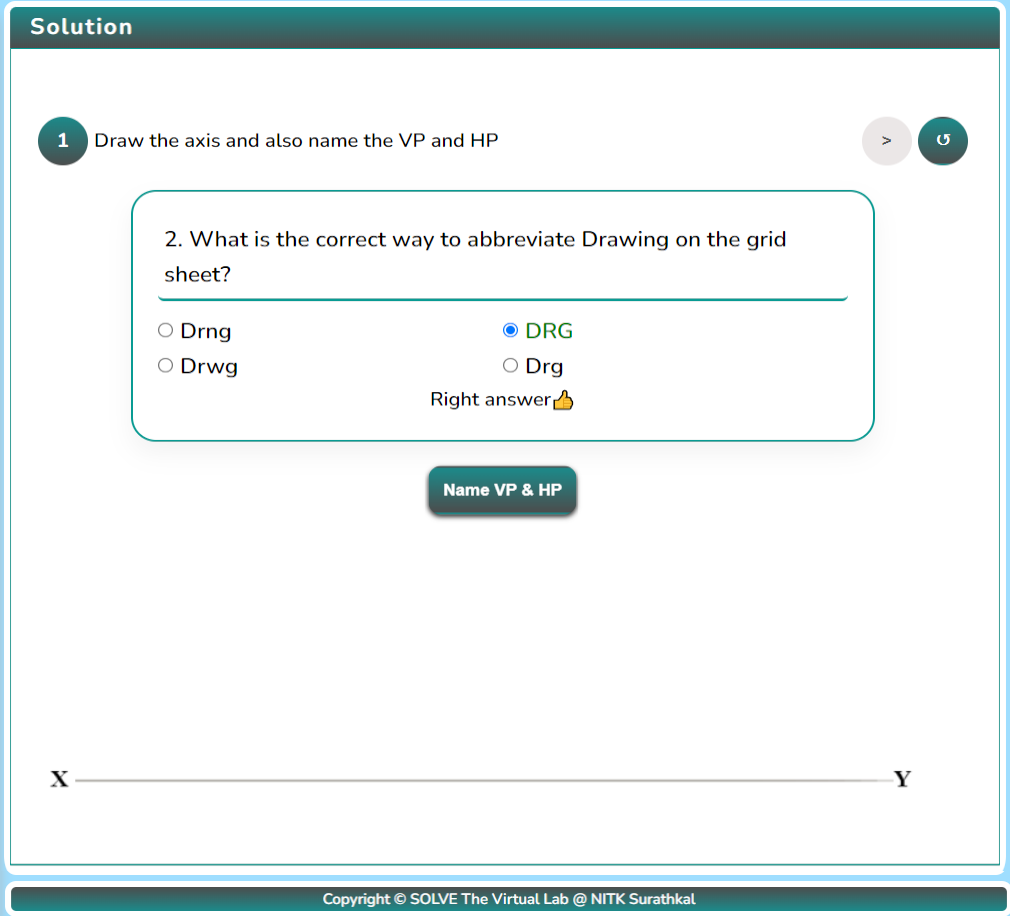 Solution
1 Draw the axis and also name the VP and HP > ↺
2. What is the correct way to abbreviate Drawing on the grid
sheet?
Drng DRG
Drwg Drg
Right answer👍
Name VP & HP
X Y
Copyright © SOLVE The Virtual Lab @ NITK Surathkal